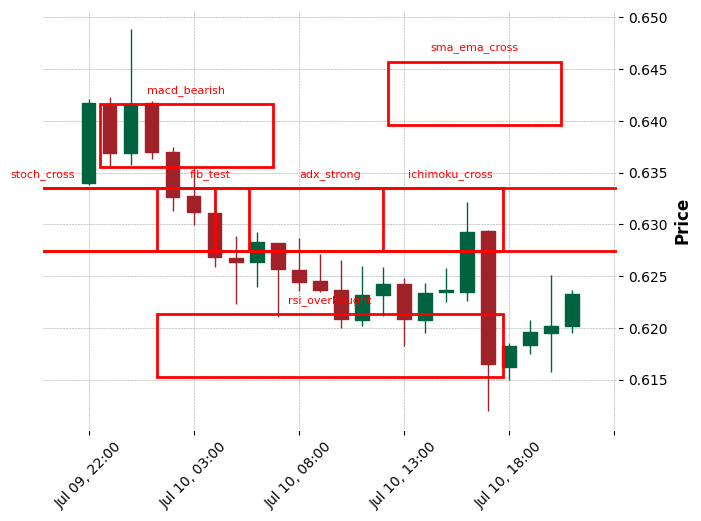 0.650
sma_ema_cross
0.645
macd_bearish
0.640
stoch_cross
fib_test
adx_strong
ichimoku_cross
0.635
0.630
Price
0.625
rsi_overbought
0.620
0.615
Jul 09, 22:00
Jul 10, 03:00
Jul 10, 08:00
Jul 10, 13:00
Jul 10, 18:00